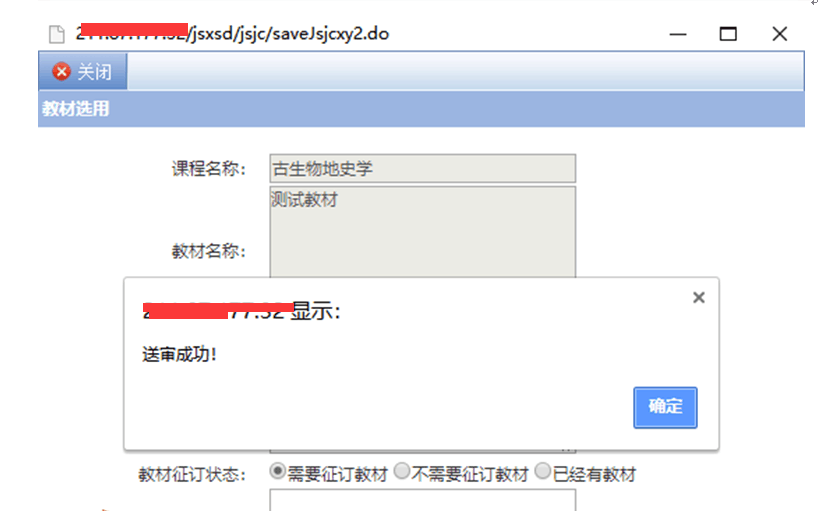 /jsxsd/jsjc/saveJsjcxy2.do
关闭
教材选用
课程名称: 古生物地史学
测试教材
教材名称:
显示:
送审成功!
确定
教材征订状态: 需要征订教材 不需要征订教材 已经有教材